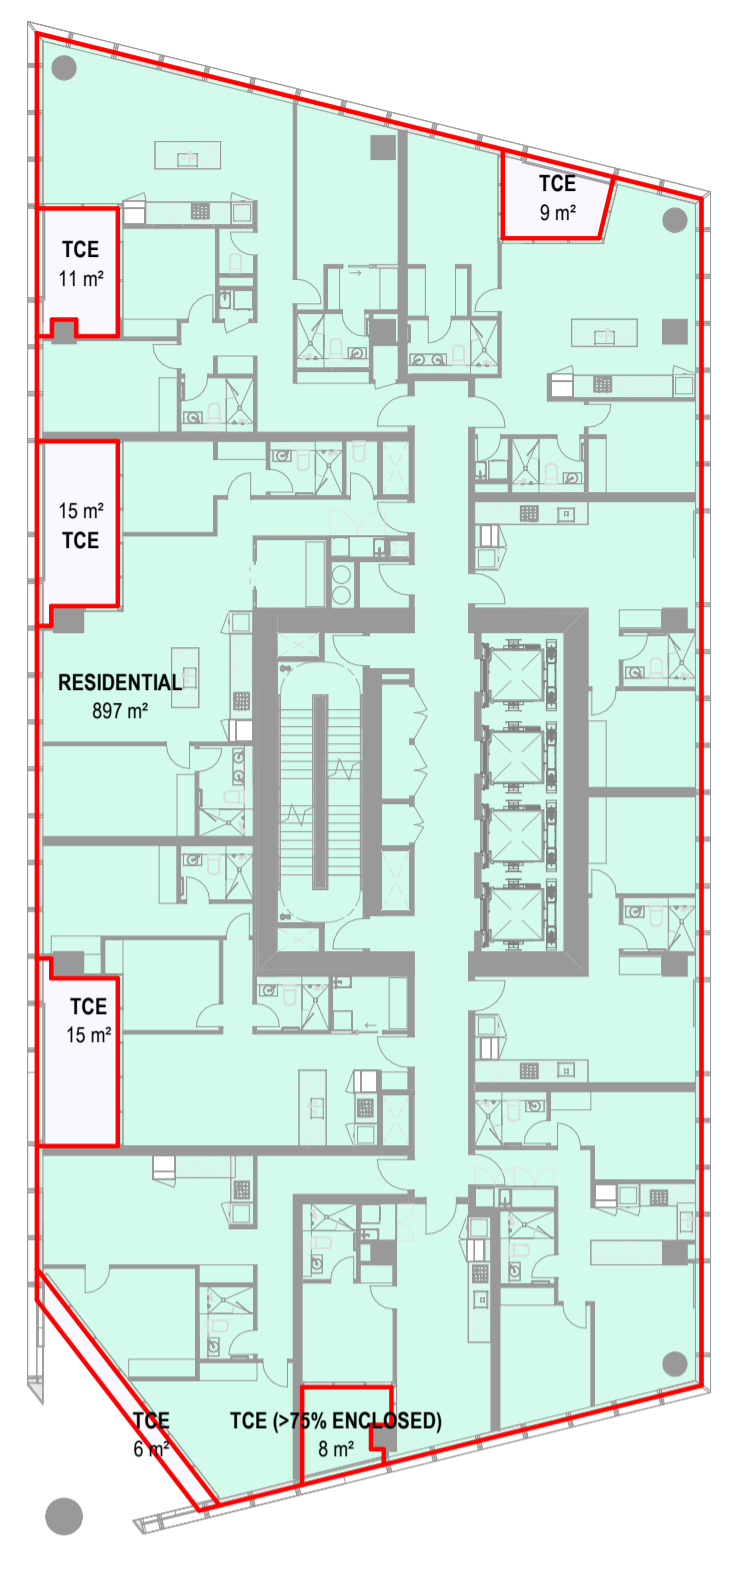 TCE
9 m²
TCE
11 m²
15 m²
TCE
RESIDENTIAL
897 m²
TCE
15 m²
TCE
6 m²
TCE (>75% ENCLOSED)
8 m²